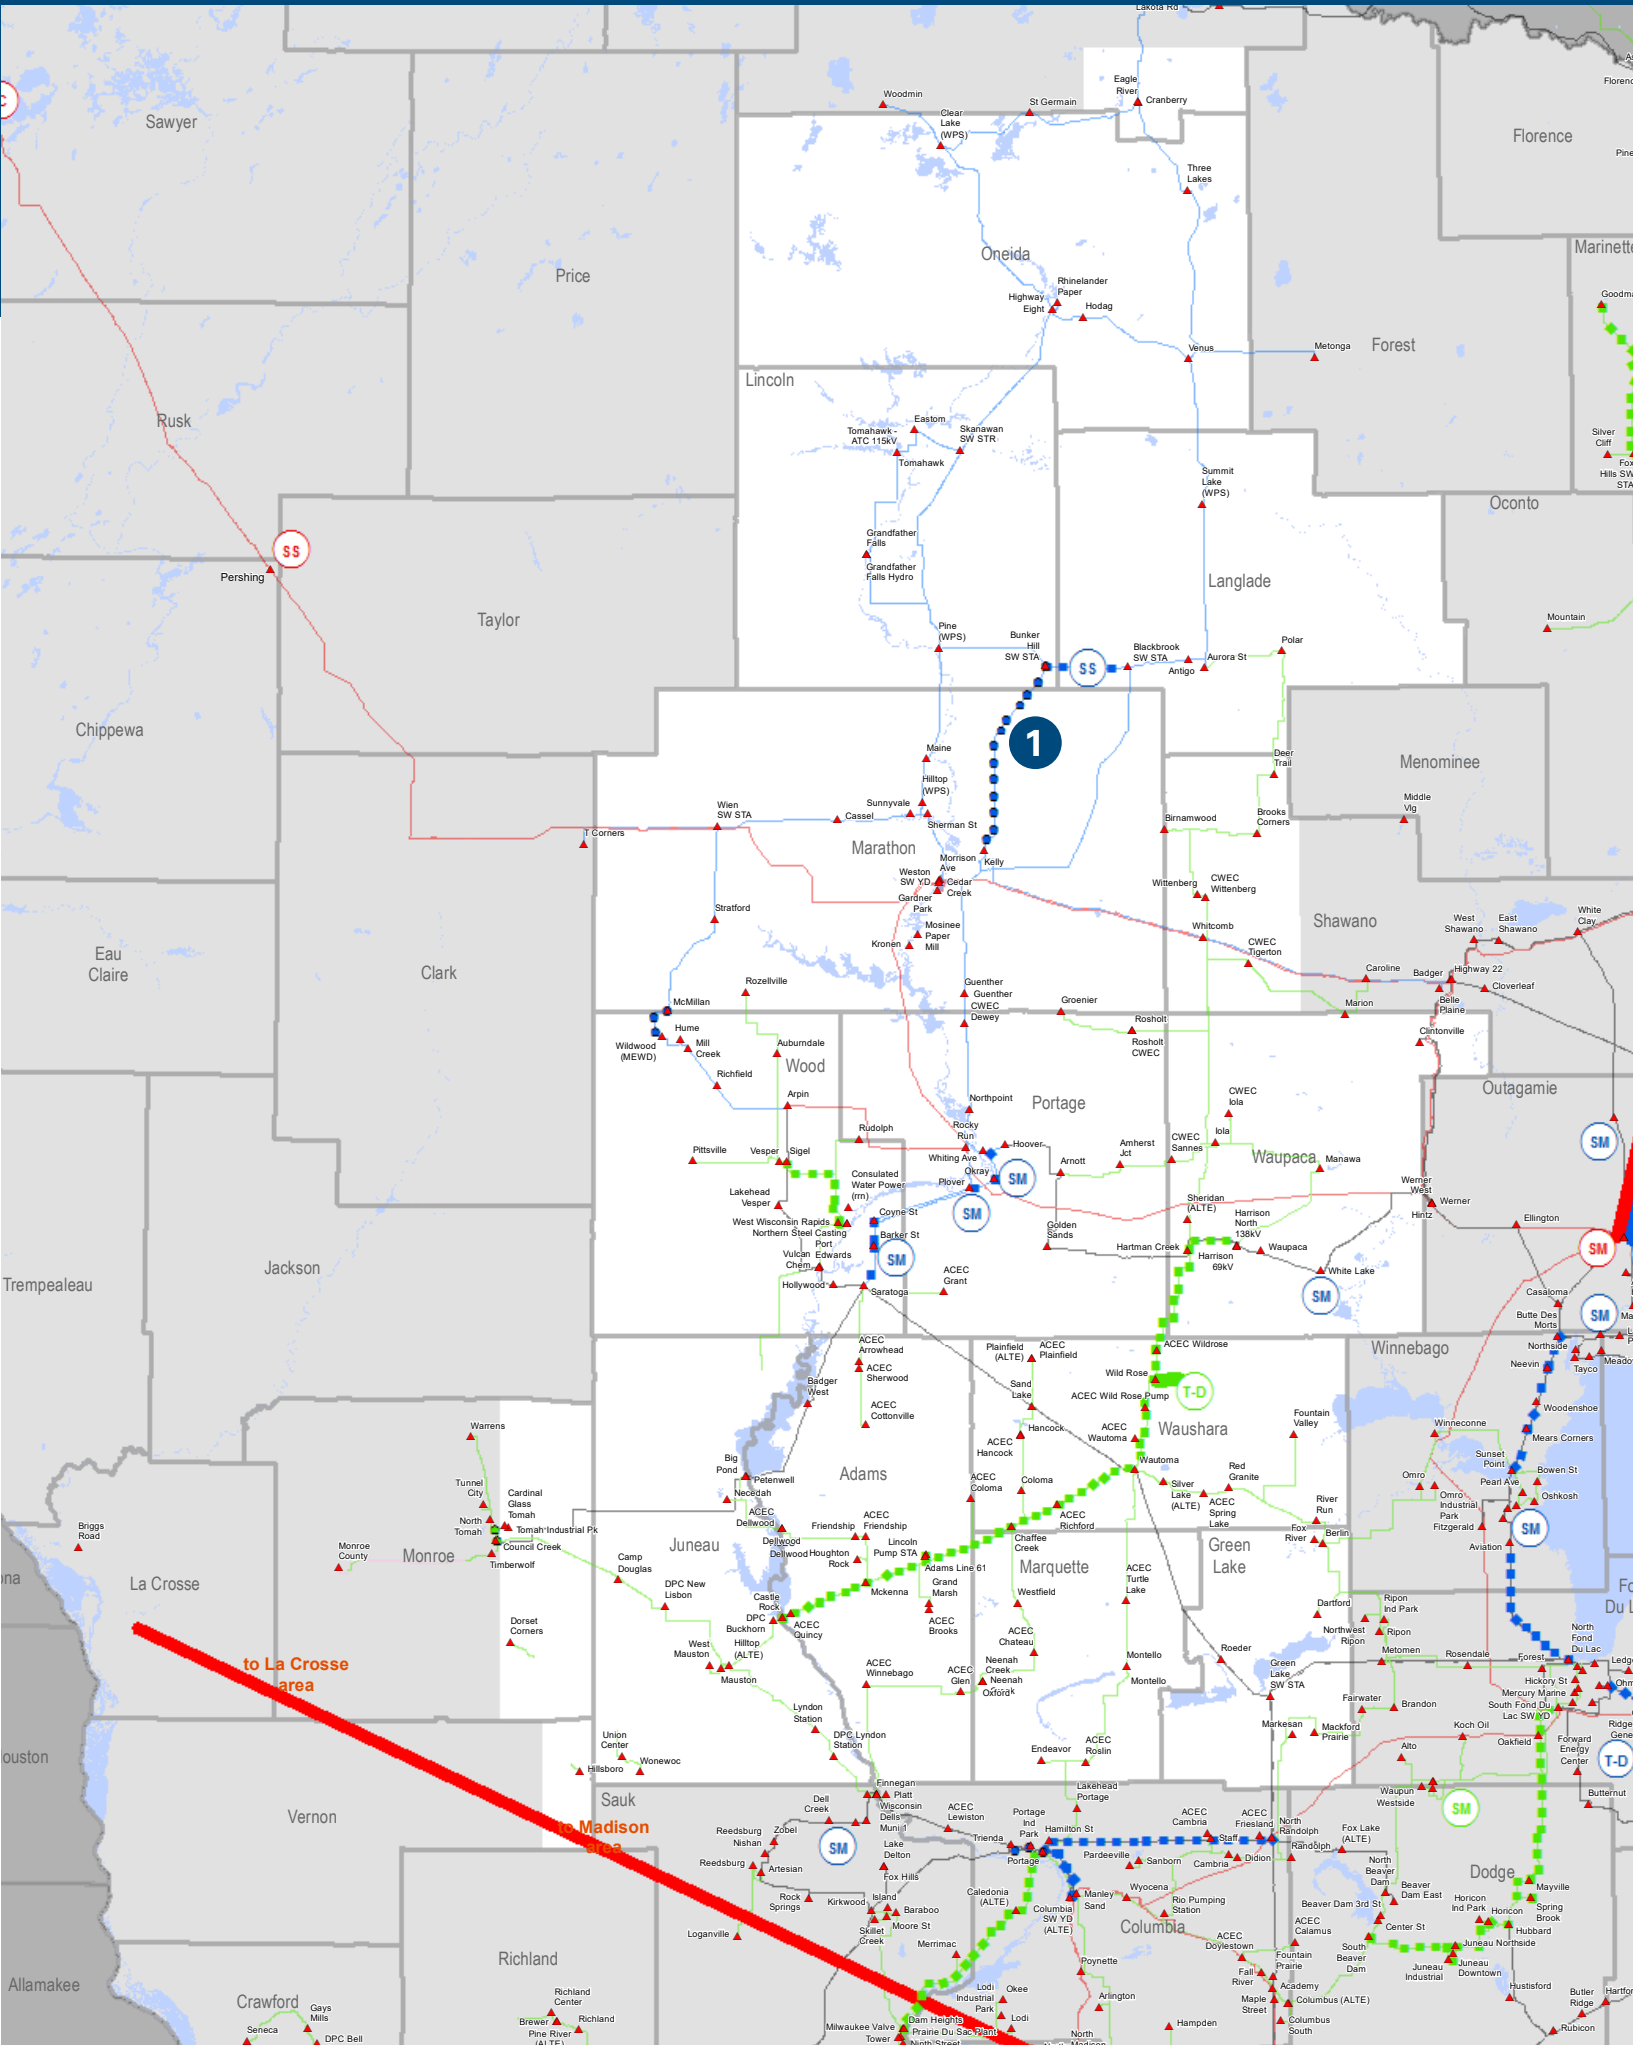 Lakota Rd
Woodmin
Clear
Lake
(WPS)
St Germain
Eagle
River
Cranberry
Three
Lakes
Sawyer
Florence
Price
Oneida
Rhinelander
Paper
Highway
Eight
Hodag
Venus
Metonga
Forest
Lincoln
Rusk
Eastom
Tomahawk -
ATC 115kV
Tomahawk
Skanawan
SW STR
Silver
Cliff
Summit
Lake
(WPS)
Oconto
Grandfather
Falls
Grandfather
Falls Hydro
SS
Pershing
Langlade
Taylor
Mountain
Pine
(WPS)
Bunker
Hill
SW STA
SS
Blackbrook
SW STA
Antigo
Aurora St
Polar
1
Chippewa
Menominee
Maine
Deer
Trail
Hilltop
(WPS)
Sunnyvale
Sherman St
Cassel
Wien
SW STA
T Corners
Marathon
Middle
Vlg
Brooks
Corners
Birnamwood
Morrison
Ave
Kelly
Weston
SW YD
Cedar
Creek
Gardner
Park
Mosinee
Paper
Mill
Kronen
Stratford
Wittenberg
CWEC
Wittenberg
Whitcomb
CWEC
Tigerton
Shawano
West
Shawano
East
Shawano
White
Clay
Caroline
Badger
Highway 22
Cloverleaf
Belle
Plaine
Marion
Clintonville
Eau
Claire
Clark
Rozellville
McMillan
Hume
Mill
Creek
Wildwood
(MEWD)
Richfield
Auburndale
Wood
Arpin
Guenther
Guenther
CWEC
Dewey
Groenier
Rosholt
Rosholt
CWEC
Portage
Northpoint
Outagamie
CWEC
Iola
Iola
Waupaca
Manawa
Rocky
Run
Hoover
Whiting Ave
Okray
Plover
SM
SM
Arnott
Amherst
Jct
CWEC
Sannes
SM
Rudolph
Pittsville
Vesper
Sigel
Consulated
Water Power
(rrn)
Lakehead
Vesper
West Wisconsin Rapids
Northern Steel Casting
Port
Edwards
Vulcan
Chem
Hollywood
Coyne St
Barker St
SM
Saratoga
ACEC
Grant
Golden
Sands
Sheridan
(ALTE)
Harrison
North
138kV
Waupaca
Hartman Creek
Harrison
69kV
White Lake
SM
Werner
West
Werner
Hintz
Ellington
SM
Casaloma
SM
Butte Des
Morts
Trempealeau
Jackson
Winnebago
Northside
Neevin
Tayco
Woodenshoe
Mears Corners
Winneconne
Sunset
Point
Pearl Ave
Bowen St
Oshkosh
Omro
Omro
Industrial
Park
Fitzgerald
SM
Aviation
ACEC
Arrowhead
ACEC
Sherwood
ACEC
Cottonville
Badger
West
Plainfield
(ALTE)
ACEC
Plainfield
Sand
Lake
Hancock
ACEC
Hancock
Coloma
ACEC
Coloma
ACEC Wildrose
Wild Rose
T-D
ACEC Wild Rose Pump
ACEC
Wautoma
Wautoma
Waushara
Fountain
Valley
Silver
Lake
(ALTE)
Red
Granite
ACEC
Spring
Lake
River
Run
Fox
River
Berlin
Warrens
Tunnel
City
North
Tomah
Cardinal
Glass
Tomah
Tomah Industrial Pk
Council Creek
Timberwolf
Monroe
Monroe
County
Briggs
Road
La Crosse
Big
Pond
Petenwell
Necedah
Adams
ACEC
Dellwood
Dellwood
Dellwood
Friendship
ACEC
Friendship
Houghton
Rock
Lincoln
Pump STA
Adams Line 61
Mckenna
Grand
Marsh
ACEC
Brooks
ACEC
Richford
Chaffee
Creek
Marquette
Westfield
ACEC
Turtle
Lake
Green
Lake
Juneau
Camp
Douglas
DPC New
Lisbon
Castle
Rock
DPC
Buckhorn
ACEC
Quincy
Hilltop
(ALTE)
West
Mauston
Mauston
Dorset
Corners
ACEC
Winnebago
ACEC
Glen
Neenah
Creek
Neenah
Oxford
ACEC
Chateau
Montello
Montello
Roeder
Green
Lake
SW STA
Dartford
Northwest
Ripon
Ripon
Ind Park
Ripon
Metomen
Rosendale
Forest
North
Fond
Du Lac
Hickory St
Mercury Marine
South Fond Du
Lac SW YD
Fairwater
Brandon
Koch Oil
Oakfield
Forward
Energy
Center
T-D
Butternut
to La Crosse
area
to Madison
area
Lyndon
Station
DPC Lyndon
Station
Union
Center
Wonewoc
Hillsboro
Sauk
Vernon
Endeavor
ACEC
Roslin
Markesan
Mackford
Prairie
Alto
Waupun
Westside
SM
Finnegan
Platt
Wisconsin
Dells
Muni 1
Dell
Creek
SM
Lake
Delton
Fox Hills
Zobel
Reedsburg
Nishan
Reedsburg
Artesian
Rock
Springs
Kirkwood
Island
Baraboo
Moore St
Skillet
Creek
Loganville
Merrimac
ACEC
Lewiston
Trienda
Portage
Ind
Park
Hamilton St
Portage
Lakehead
Portage
Pardeeville
Sanborn
ACEC
Cambria
Staff
Cambria
ACEC
Friesland
Didion
North
Randolph
Randolph
Fox Lake
(ALTE)
North
Beaver
Dam
Beaver
Dam East
Beaver Dam 3rd St
Center St
South
Beaver
Dam
Dodge
Mayville
Spring
Brook
Horicon
Ind Park
Horicon
Hubbard
Juneau Northside
Juneau
Downtown
Juneau
Industrial
Hustisford
Butler
Ridge
Rubicon
Caledonia
(ALTE)
Columbia
SW YD
(ALTE)
Manley
Sand
Wyocena
Rio Pumping
Station
Columbia
Poynette
Arlington
Hampden
ACEC
Doylestown
Fall
River
Fountain
Prairie
Academy
Maple
Street
Columbus (ALTE)
Columbus
South
ACEC
Calamus
Lodi
Industrial
Park
Okee
Lodi
Dam Heights
Prairie Du Sac Plant
Milwaukee Valve
Tower
Ninth Street
North
Richland
Richland
Center
Brewer
Richland
Pine River
(ALTE)
Crawford
Gays
Mills
Seneca
DPC Bell
Allamakee